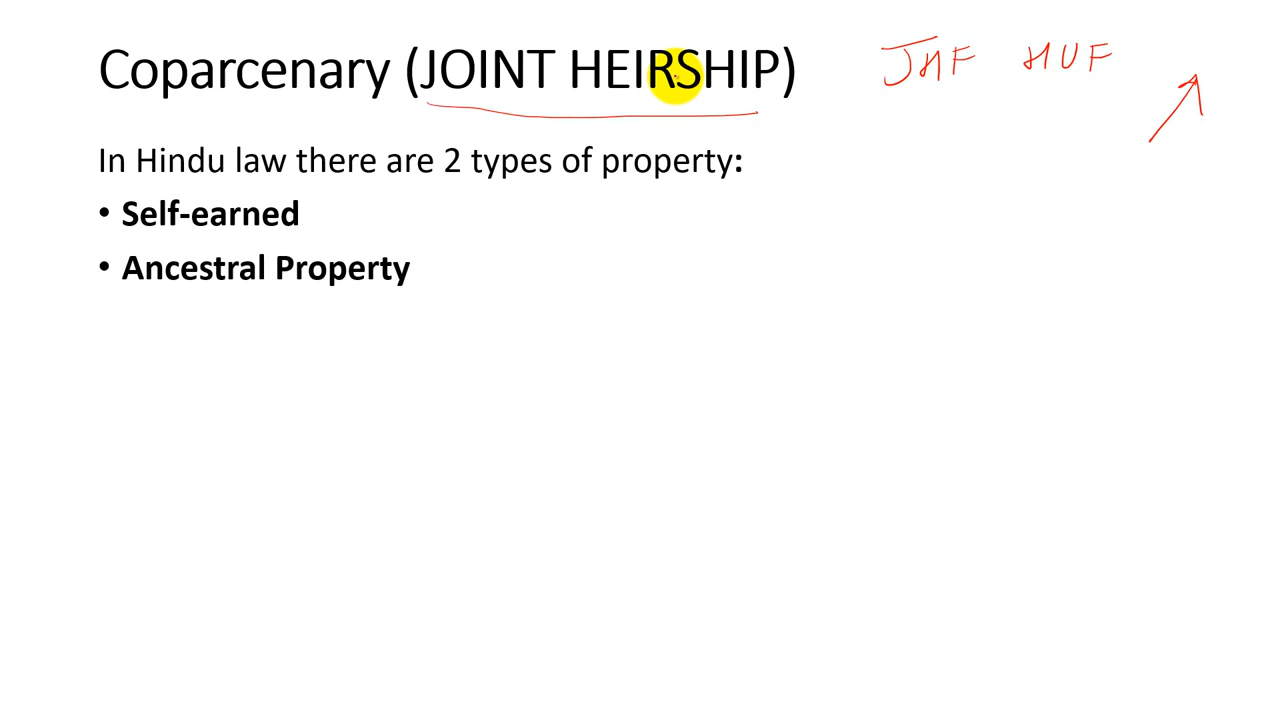 Coparcenary (JOINT HEIRSHIP)
JHF HUF
In Hindu law there are 2 types of property:
• Self-earned
• Ancestral Property